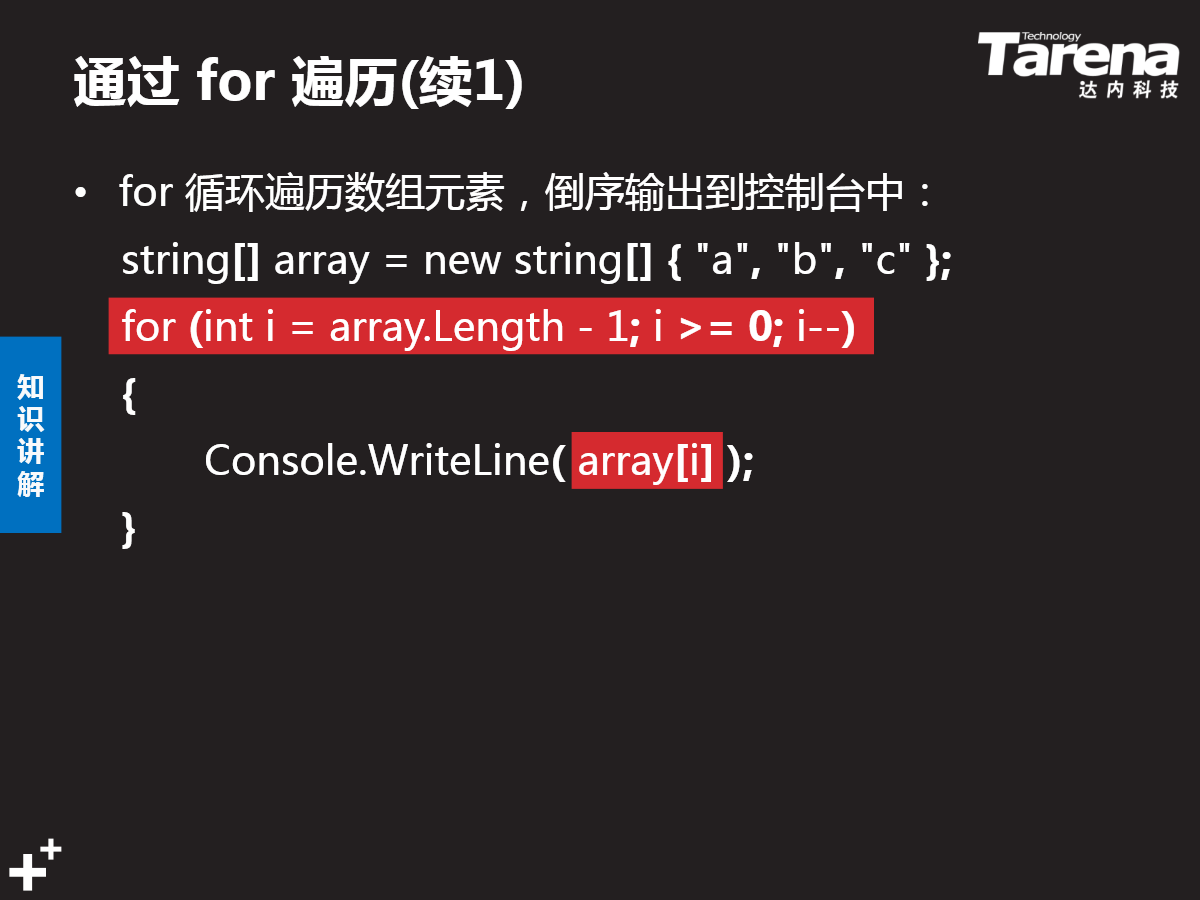 通过 for 遍历(续1)
Technology
Tarena
达内科技
• for 循环遍历数组元素，倒序输出到控制台中：
string[] array = new string[] { "a", "b", "c" };
for (int i = array.Length - 1; i >= 0; i--)
{
Console.WriteLine( array[i] );
}
知识讲解